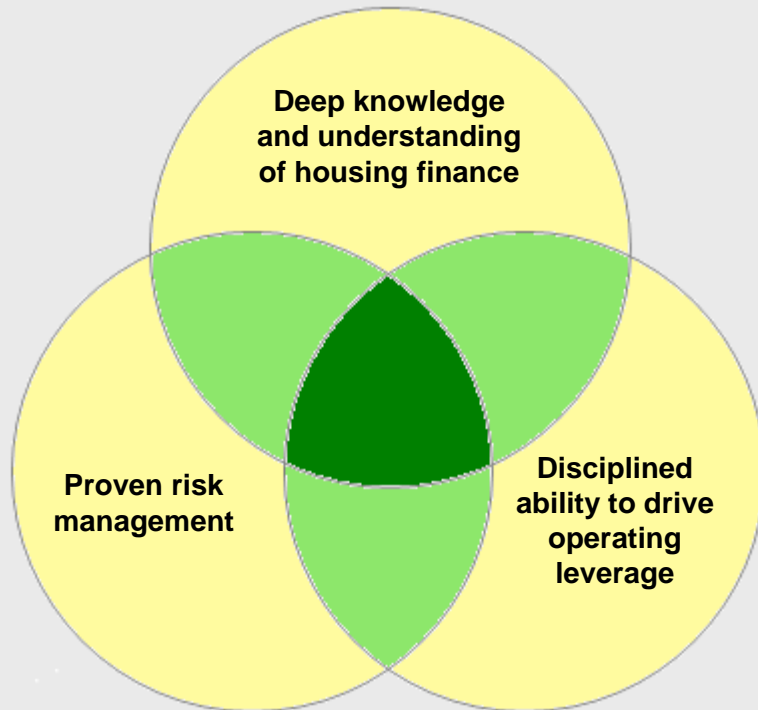 Deep knowledge
and understanding
of housing finance
Proven risk
management
Disciplined
ability to drive
operating
leverage